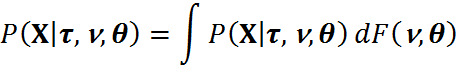 P(X|τ, ν, θ) = ∫ P(X|τ, ν, θ) dF(ν, θ)